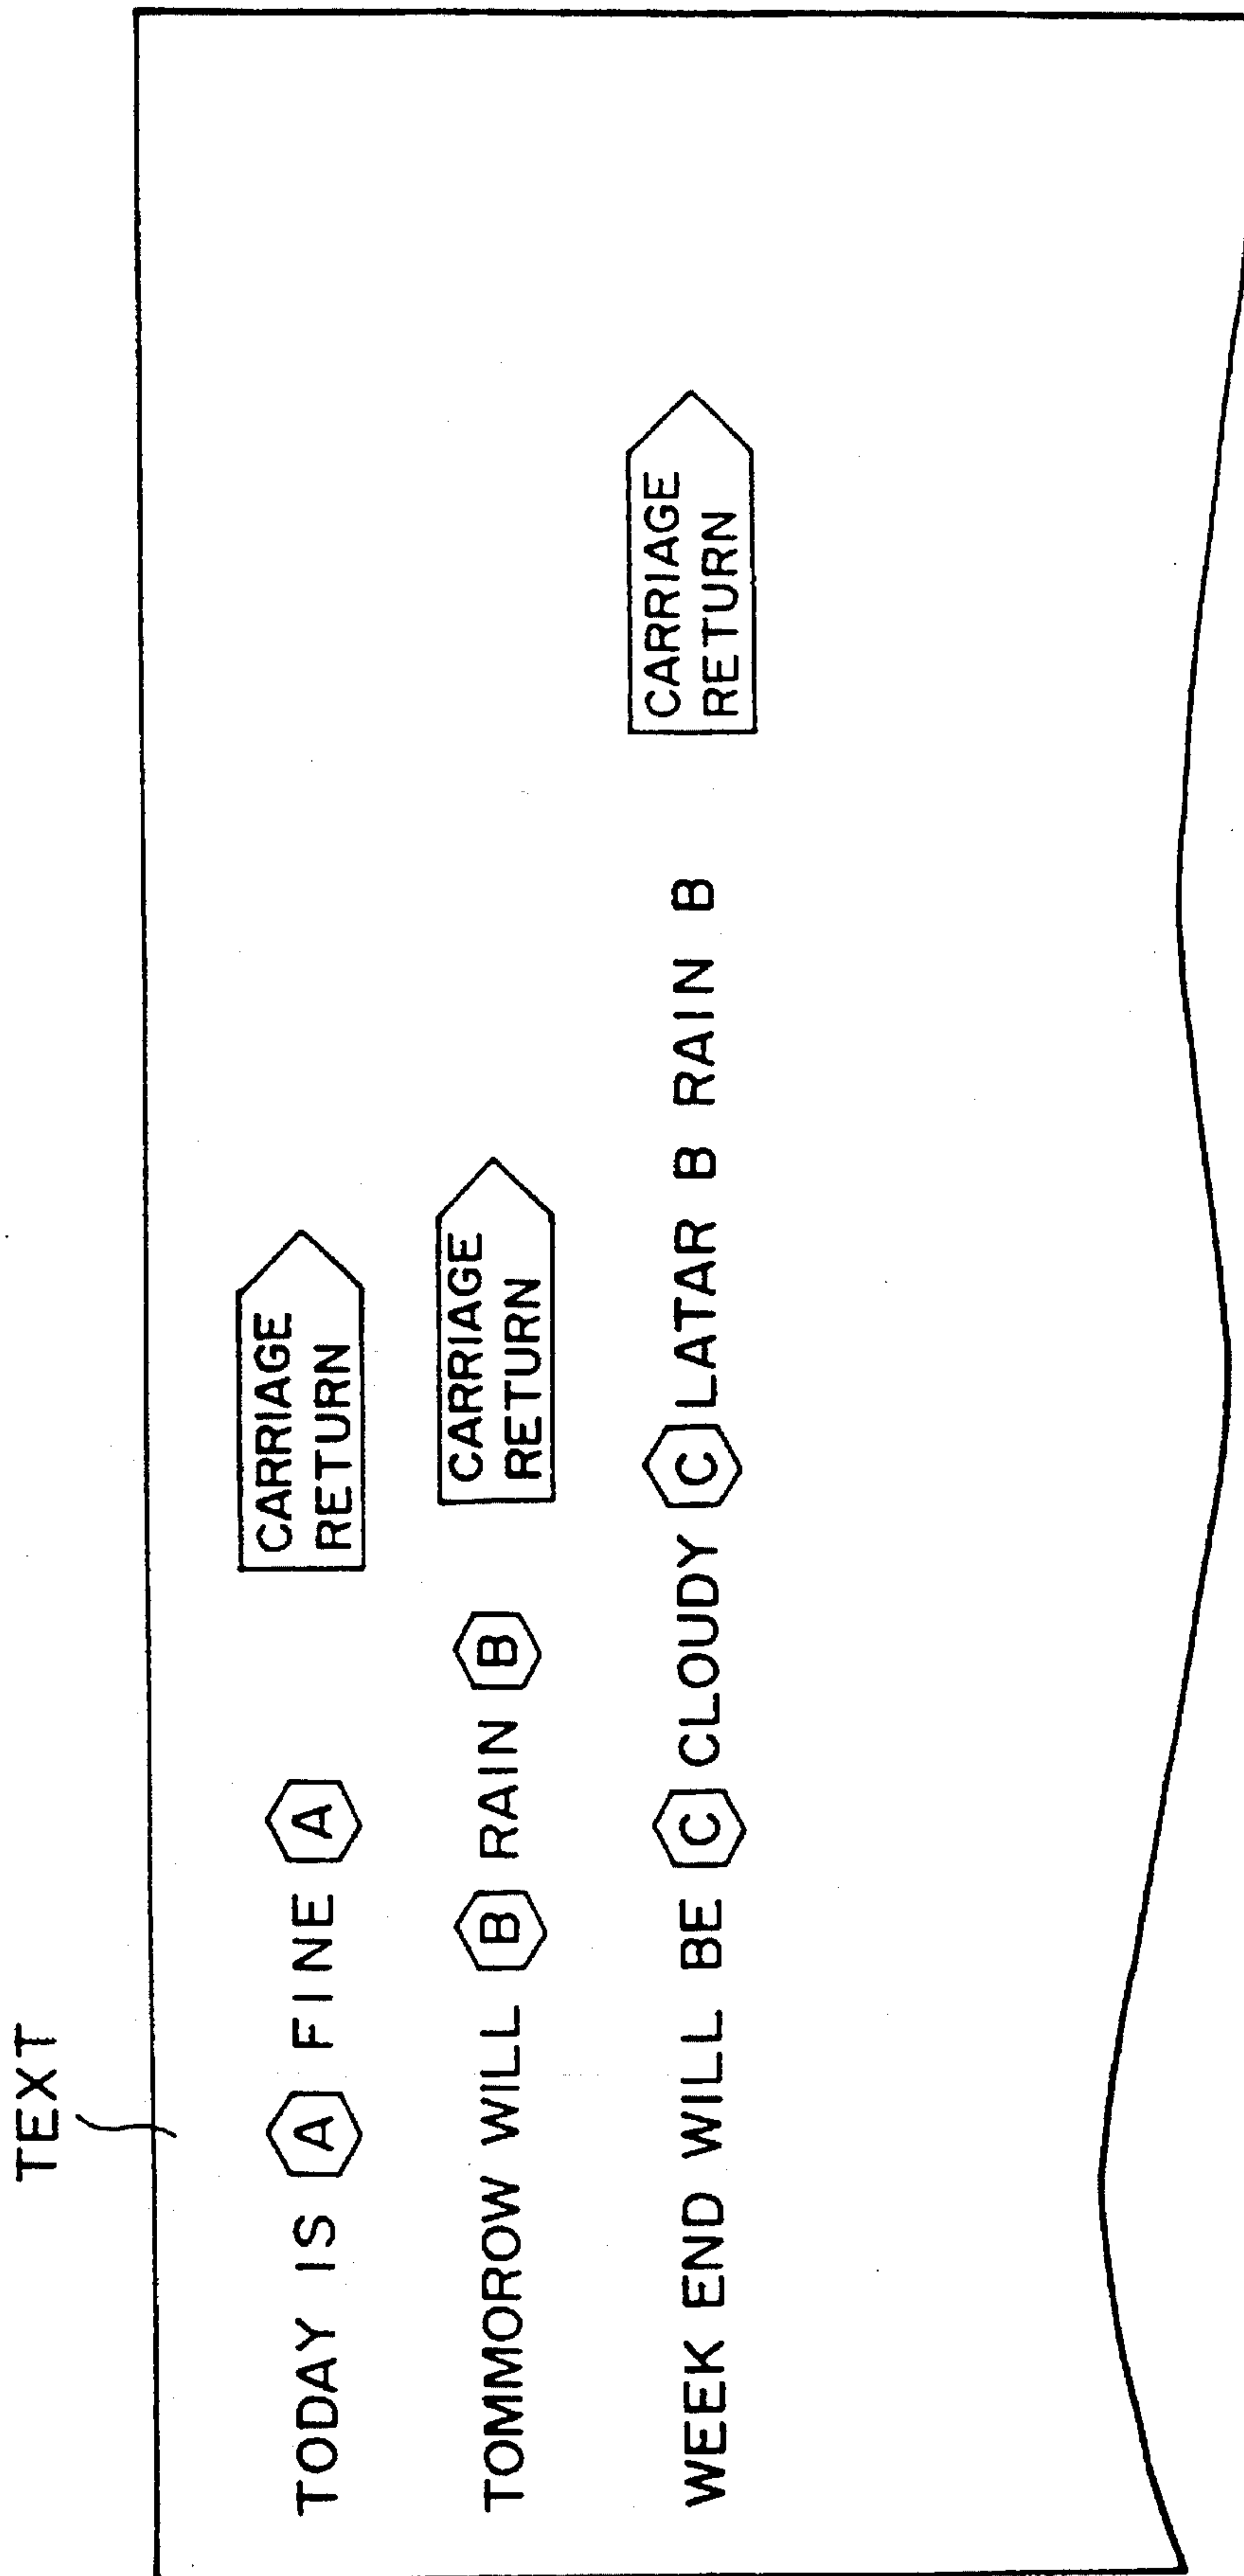 TEXT
TODAY IS A FINE A CARRIAGE RETURN
TOMMOROW WILL B RAIN B CARRIAGE RETURN
WEEK END WILL BE C CLOUDY C LATAR B RAIN B CARRIAGE RETURN